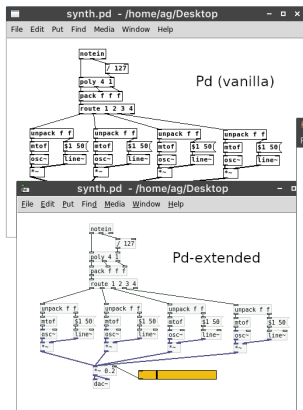 synth.pd - /home/ag/Desktop
File Edit Put Find Media Window Help
notein
/ 127
poly 4 1
pack f f f
route 1 2 3 4
Pd (vanilla)
unpack f f unpack f f unpack f f unpack f f
mtof $1 50 mtof $1 50 mtof $1 50 mtof $1 50
osc~ line~ osc~ line~ osc~ line~ osc~ line~
*~ *~ *~ *~
synth.pd - /home/ag/Desktop
File Edit Put Find Media Window Help
notein
/ 127
poly 4 1
pack f f f
route 1 2 3 4
Pd-extended
unpack f f unpack f f unpack f f unpack f f
mtof $1 50 mtof $1 50 mtof $1 50 mtof $1 50
osc~ line~ osc~ line~ osc~ line~ osc~ line~
*~ *~ *~ *~
*~ 0.2
dac~